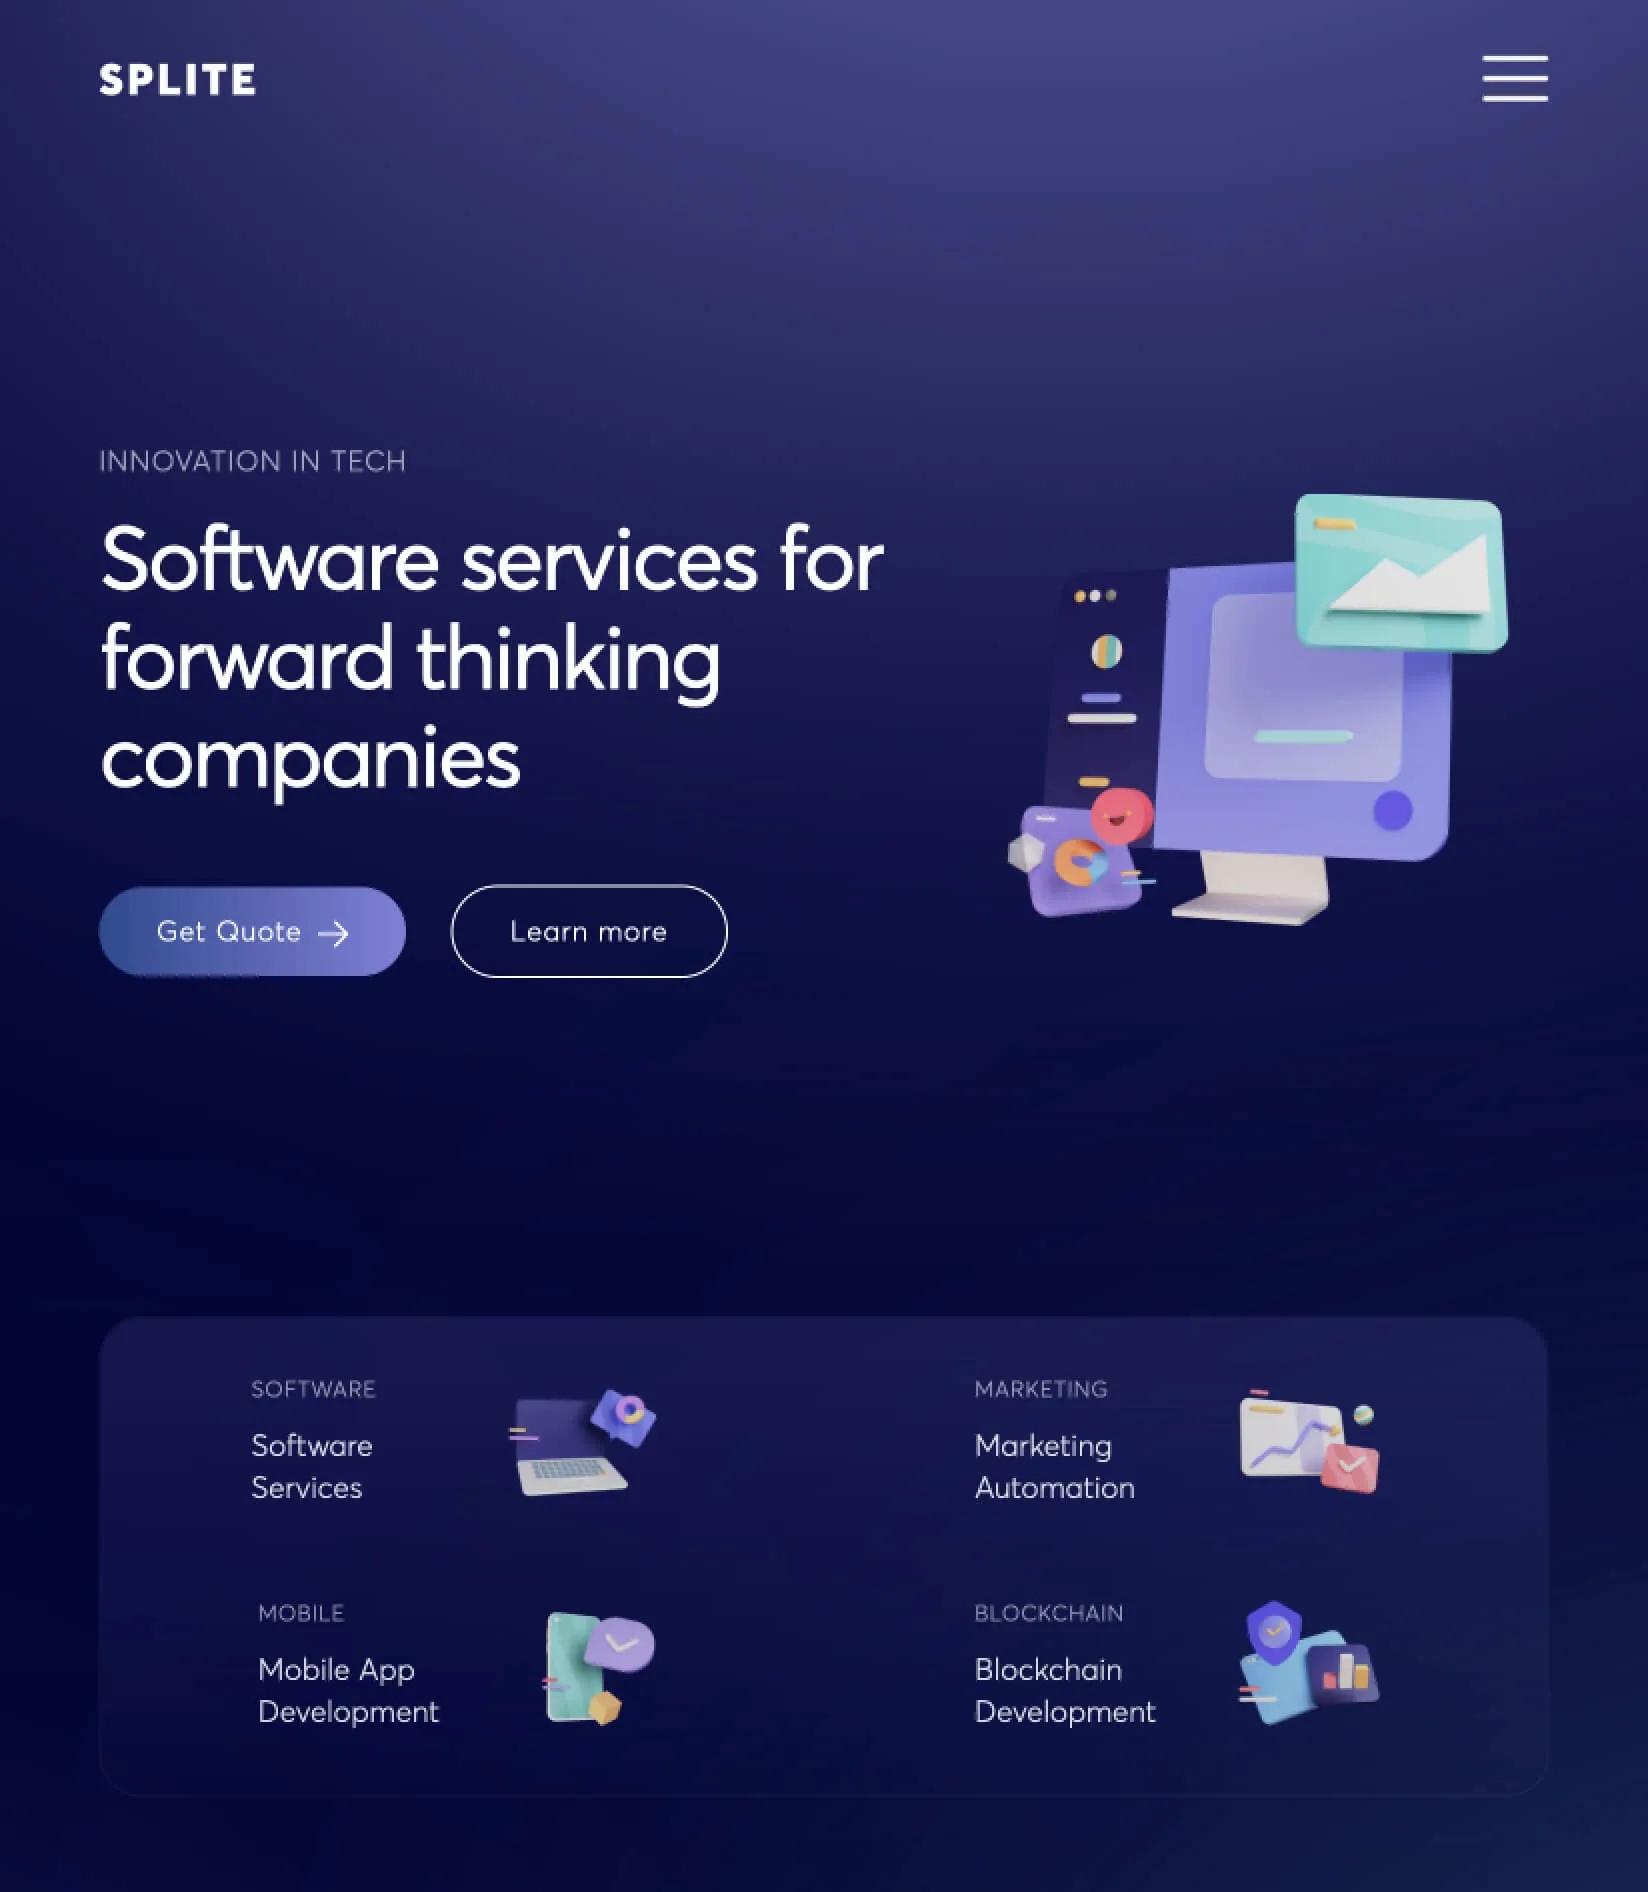 SPLITE
INNOVATION IN TECH
Software services for
forward thinking
companies
Get Quote
Learn more
SOFTWARE
Software
Services
MARKETING
Marketing
Automation
MOBILE
Mobile App
Development
BLOCKCHAIN
Blockchain
Development